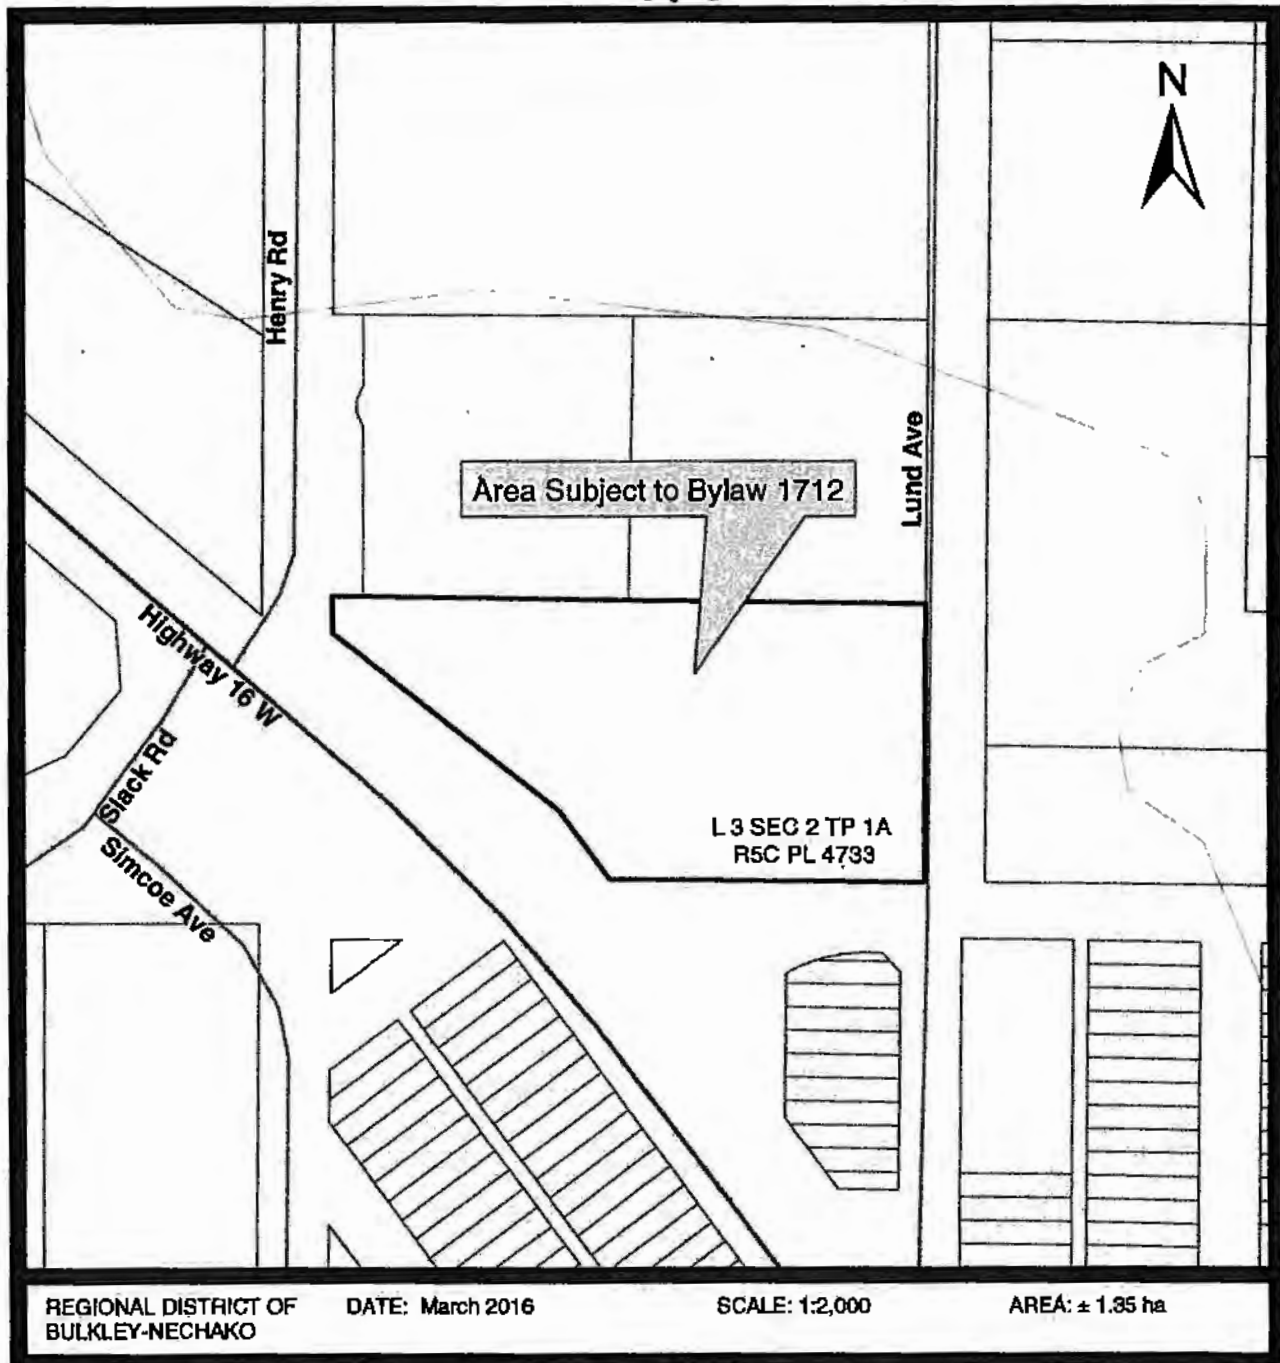 N
Henry Rd
Lund Ave
Area Subject to Bylaw 1712
Highway 16 W
Slack Rd
Simcoe Ave
L 3 SEC 2 TP 1A
R5C PL 4733
REGIONAL DISTRICT OF
BULKLEY-NECHAKO
DATE: March 2016
SCALE: 1:2,000
AREA: ± 1.35 ha